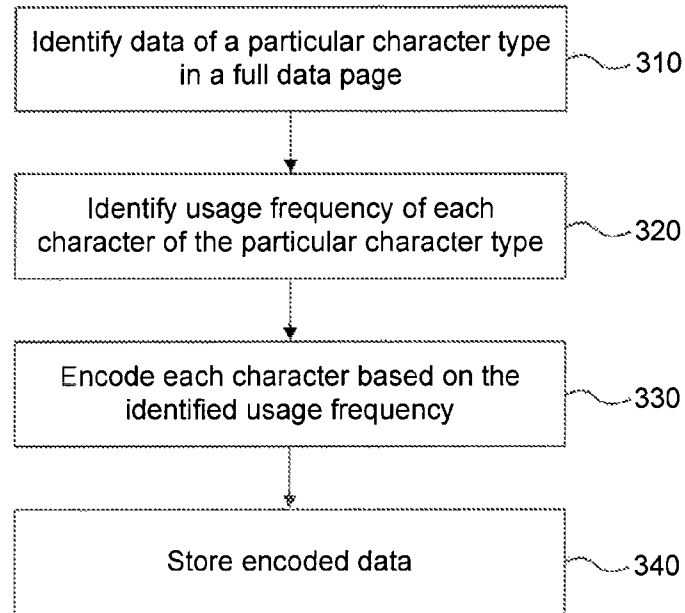 Identify data of a particular character type
in a full data page
310
Identify usage frequency of each
character of the particular character type
320
Encode each character based on the
identified usage frequency
330
Store encoded data
340